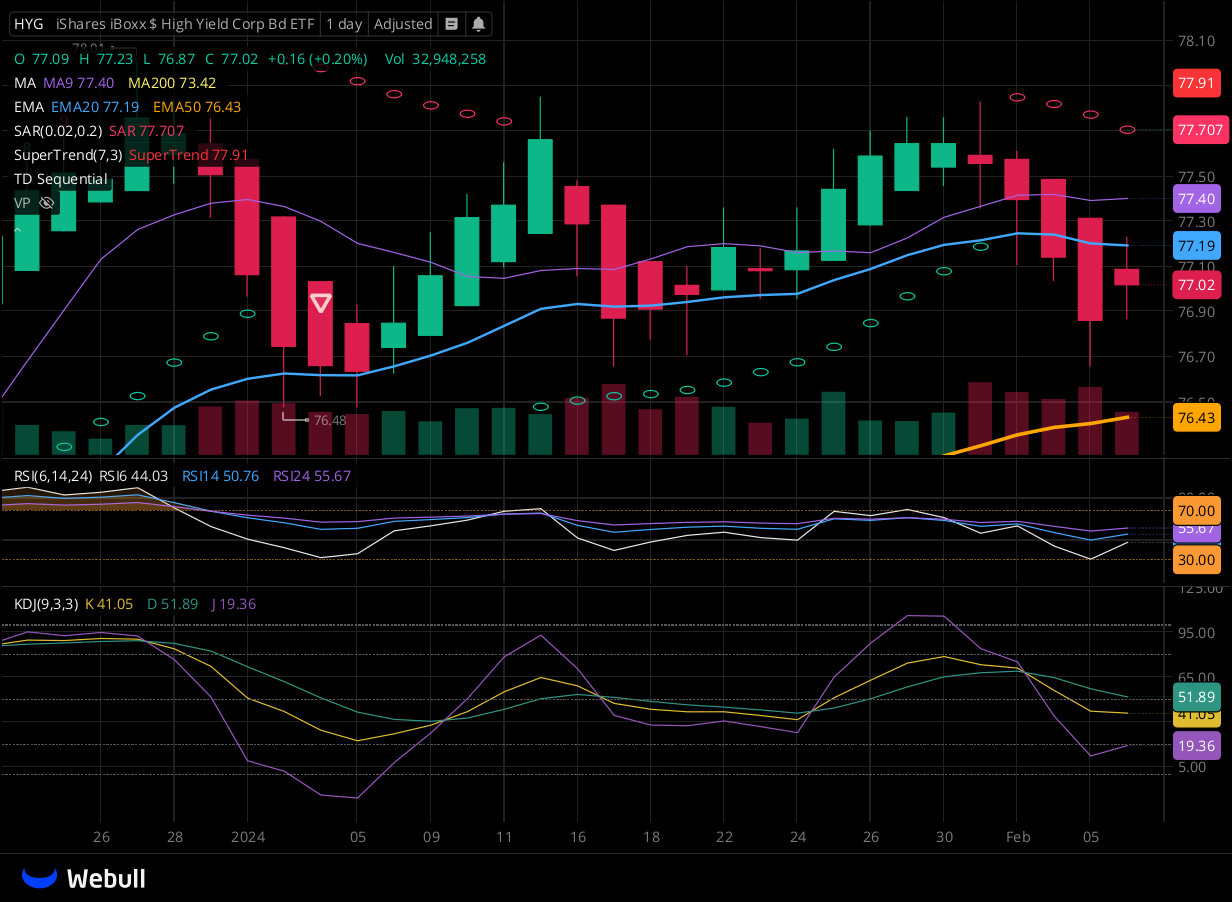 HYG iShares iBoxx $ High Yield Corp Bd ETF 1 day Adjusted
78.10
O 77.09 H 77.23 L 76.87 C 77.02 +0.16 (+0.20%) Vol 32,948,258
MA MA9 77.40 MA200 73.42
77.91
EMA EMA20 77.19 EMA50 76.43
SAR(0.02,0.2) SAR 77.707
77.707
SuperTrend(7,3) SuperTrend 77.91
TD Sequential
77.50
VP
77.40
77.30
77.19
77.10
77.02
76.90
76.70
76.50
76.48
76.43
RSI(6,14,24) RSI6 44.03 RSI14 50.76 RSI24 55.67
70.00
55.67
30.00
125.00
KDJ(9,3,3) K 41.05 D 51.89 J 19.36
95.00
65.00
51.89
41.05
19.36
5.00
26 28 2024 05 09 11 16 18 22 24 26 30 Feb 05
Webull